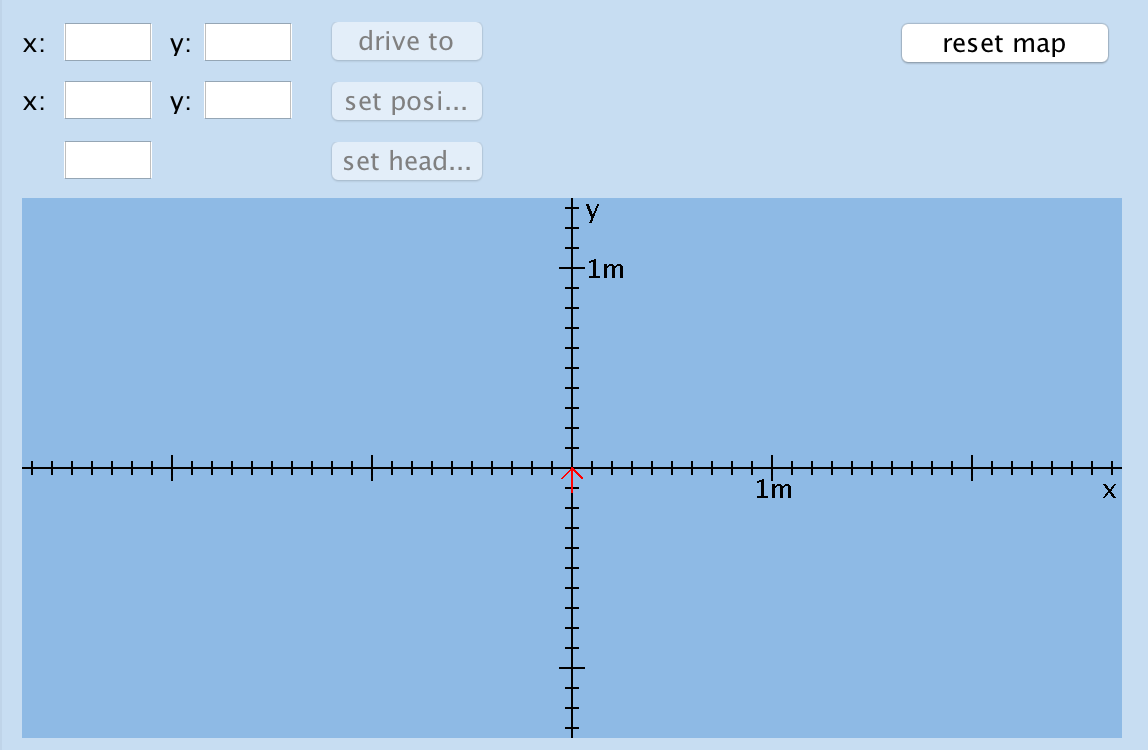 x: y: drive to reset map
x: y: set posi...
set head...
y
1m
1m
x